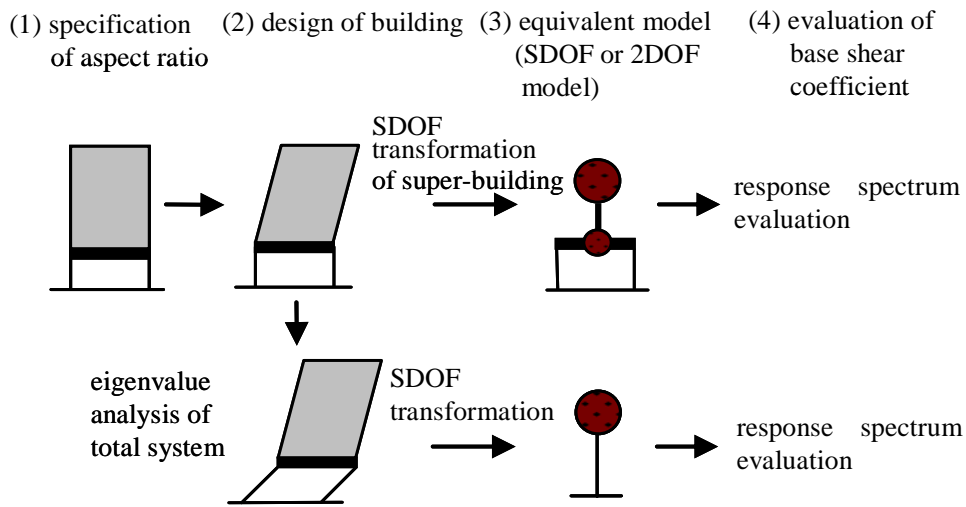 (1) specification
of aspect ratio
(2) design of building
(3) equivalent model
(SDOF or 2DOF
model)
(4) evaluation of
base shear
coefficient
SDOF
transformation
of super-building
response spectrum
evaluation
eigenvalue
analysis of
total system
SDOF
transformation
response spectrum
evaluation